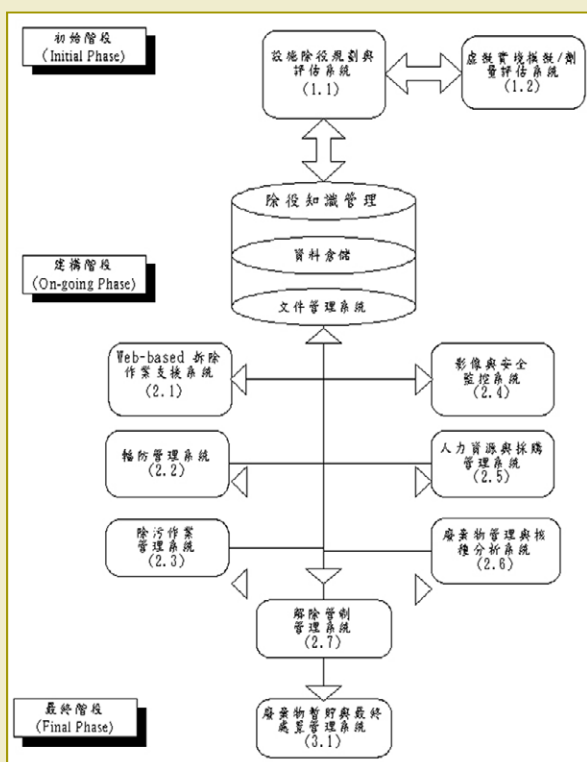 初始階段
(Initial Phase)
設施除役規劃與
評估系統
(1.1)
虛擬實境模擬/劑
量評估系統
(1.2)
除役知識管理
資料倉儲
文件管理系統
建構階段
(On-going Phase)
Web-based 拆除
作業支援系統
(2.1)
影像與安全
監控系統
(2.4)
輻防管理系統
(2.2)
人力資源與採購
管理系統
(2.5)
除污作業
管理系統
(2.3)
廢棄物管理與核
種分析系統
(2.6)
解除管制
管理系統
(2.7)
最終階段
(Final Phase)
廢棄物暫貯與最終
處置管理系統
(3.1)